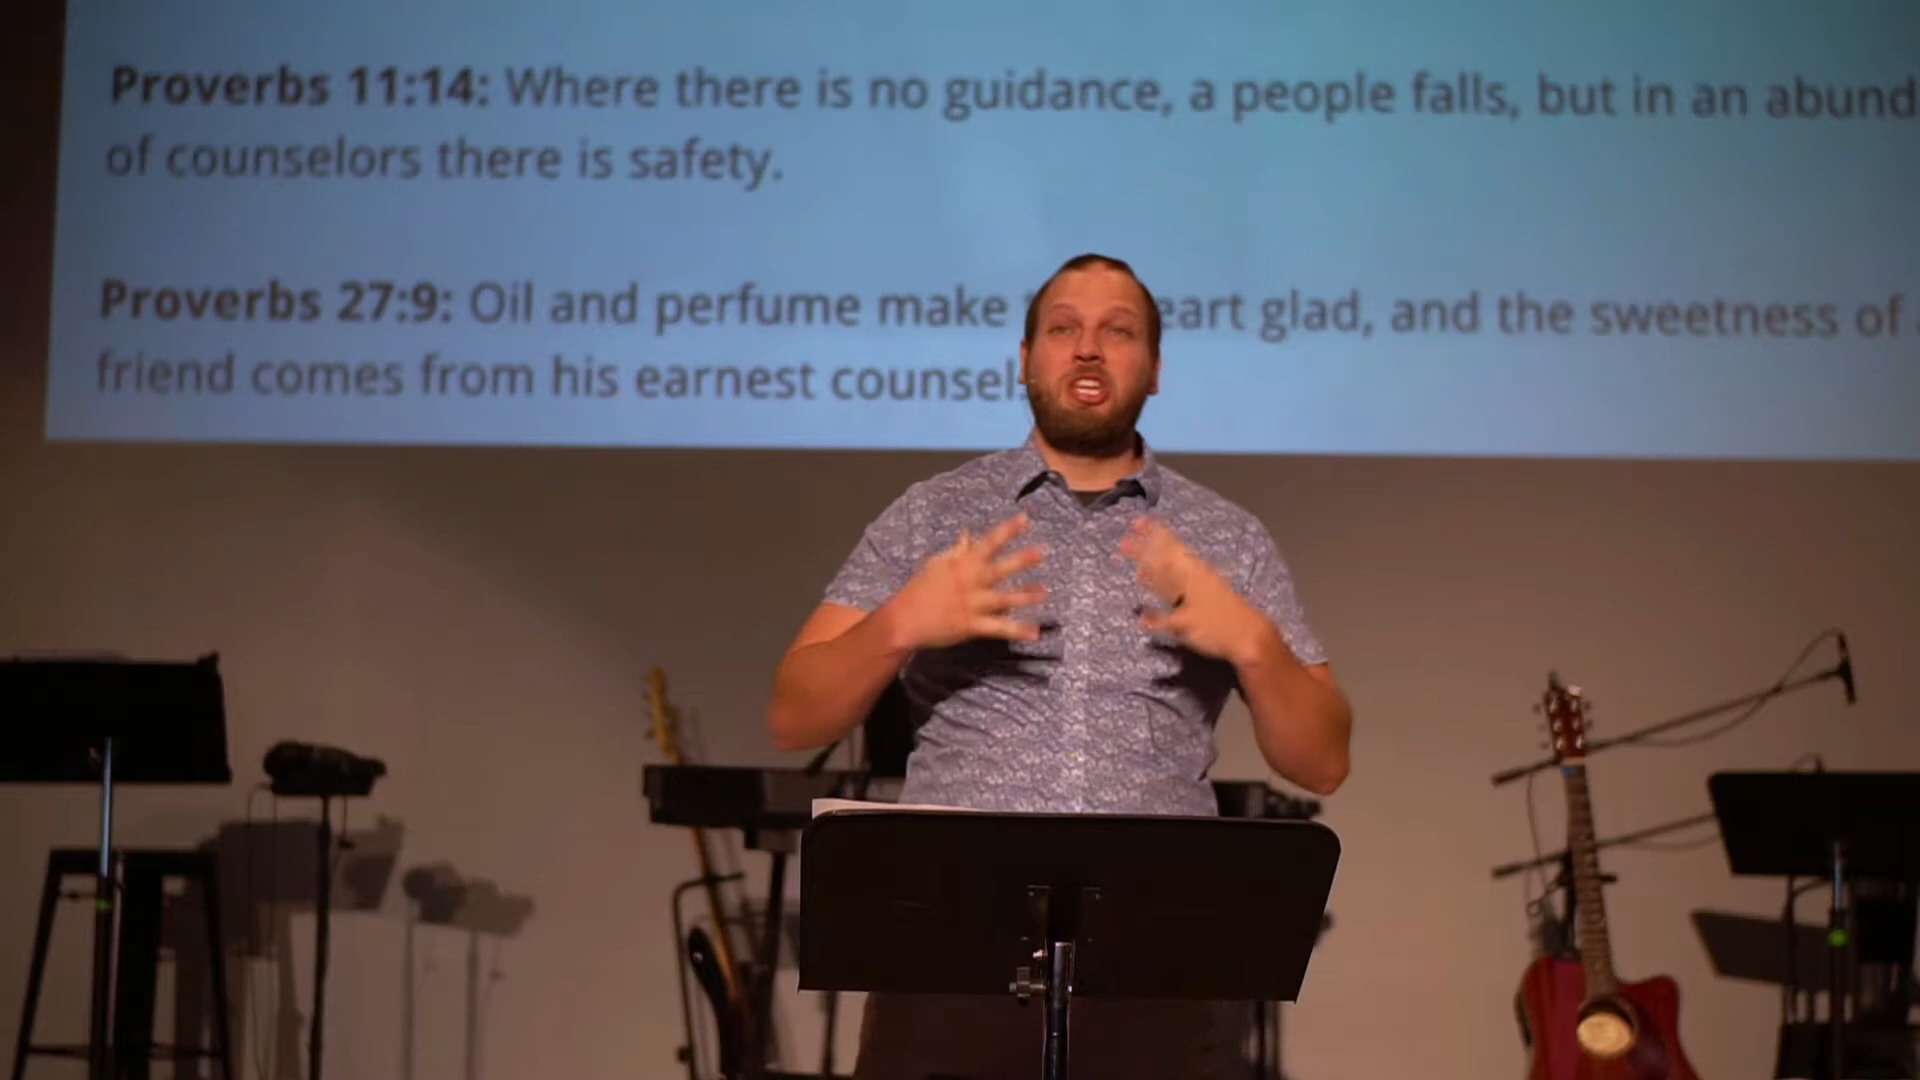 Proverbs 11:14: Where there is no guidance, a people falls, but in an abund
of counselors there is safety.
Proverbs 27:9: Oil and perfume make eart glad, and the sweetness of
friend comes from his earnest counsel.